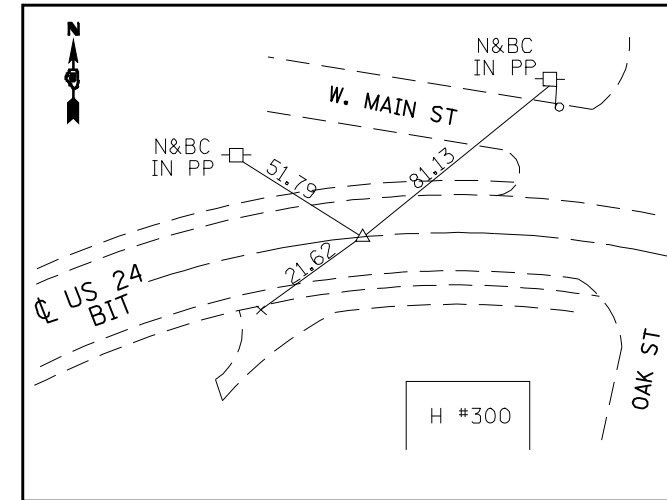 N
N&BC
IN PP
W. MAIN ST
N&BC
IN PP
51.79
81.13
21.62
℄ US 24
BIT
OAK ST
H #300